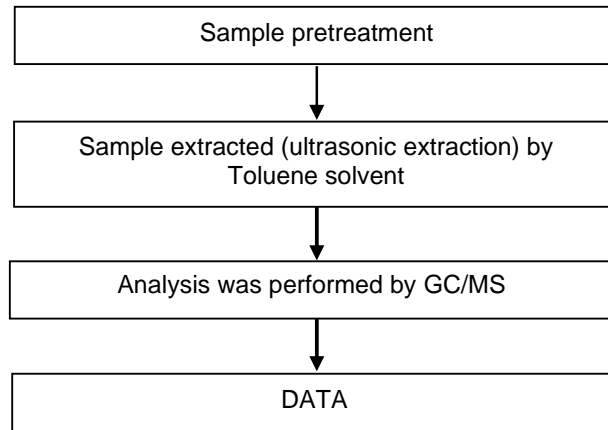 Sample pretreatment
Sample extracted (ultrasonic extraction) by
Toluene solvent
Analysis was performed by GC/MS
DATA